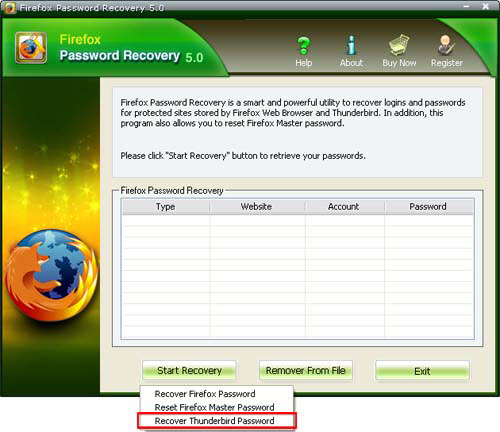 Firefox Password Recovery 5.0
Firefox
Password Recovery 5.0
Help
About
Buy Now
Register
Firefox Password Recovery is a smart and powerful utility to recover logins and passwords
for protected sites stored by Firefox Web Browser and Thunderbird. In addition, this
program also allows you to reset Firefox Master password.
Please click "Start Recovery" button to retrieve your passwords.
Firefox Password Recovery
Type Website Account Password
Start Recovery
Remover From File
Exit
Recover Firefox Password
Reset Firefox Master Password
Recover Thunderbird Password